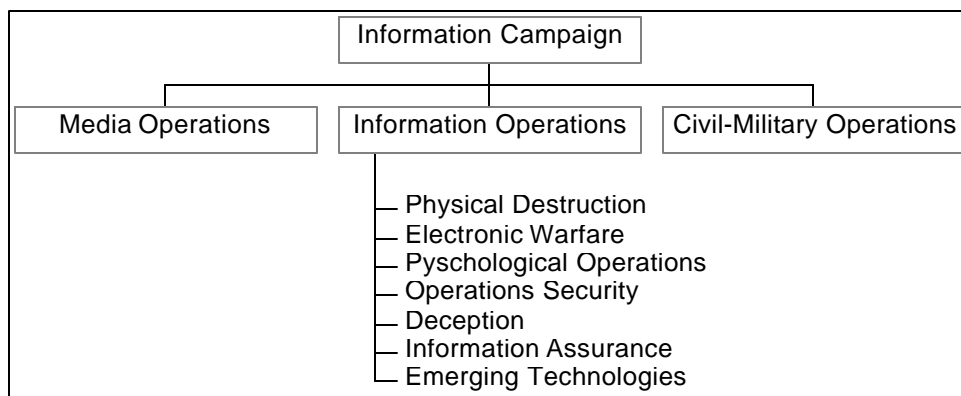 Information Campaign
Media Operations
Information Operations
Civil-Military Operations
Physical Destruction
Electronic Warfare
Pyschological Operations
Operations Security
Deception
Information Assurance
Emerging Technologies